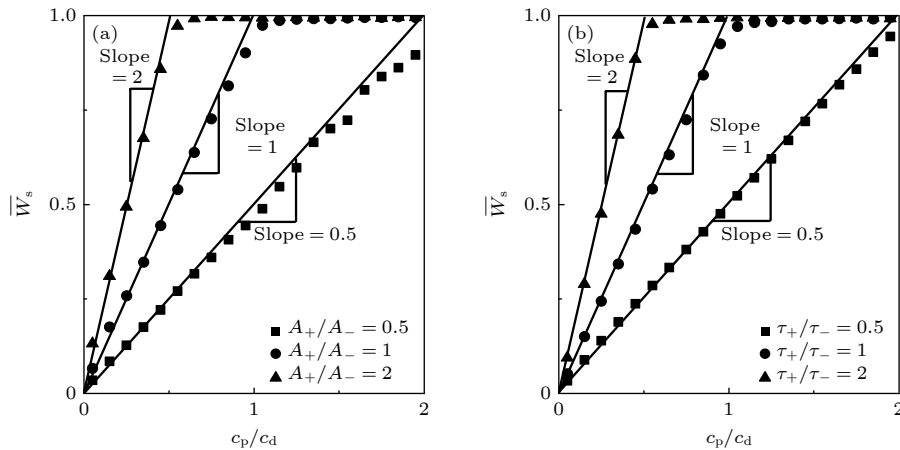 1.0
(a)
Slope
= 2
Slope
= 1
0.5
Slope = 0.5
W̅s
A+/A− = 0.5
A+/A− = 1
A+/A− = 2
0
0
1
2
cp/cd
1.0
(b)
Slope
= 2
Slope
= 1
0.5
Slope = 0.5
W̅s
τ+/τ− = 0.5
τ+/τ− = 1
τ+/τ− = 2
0
0
1
2
cp/cd